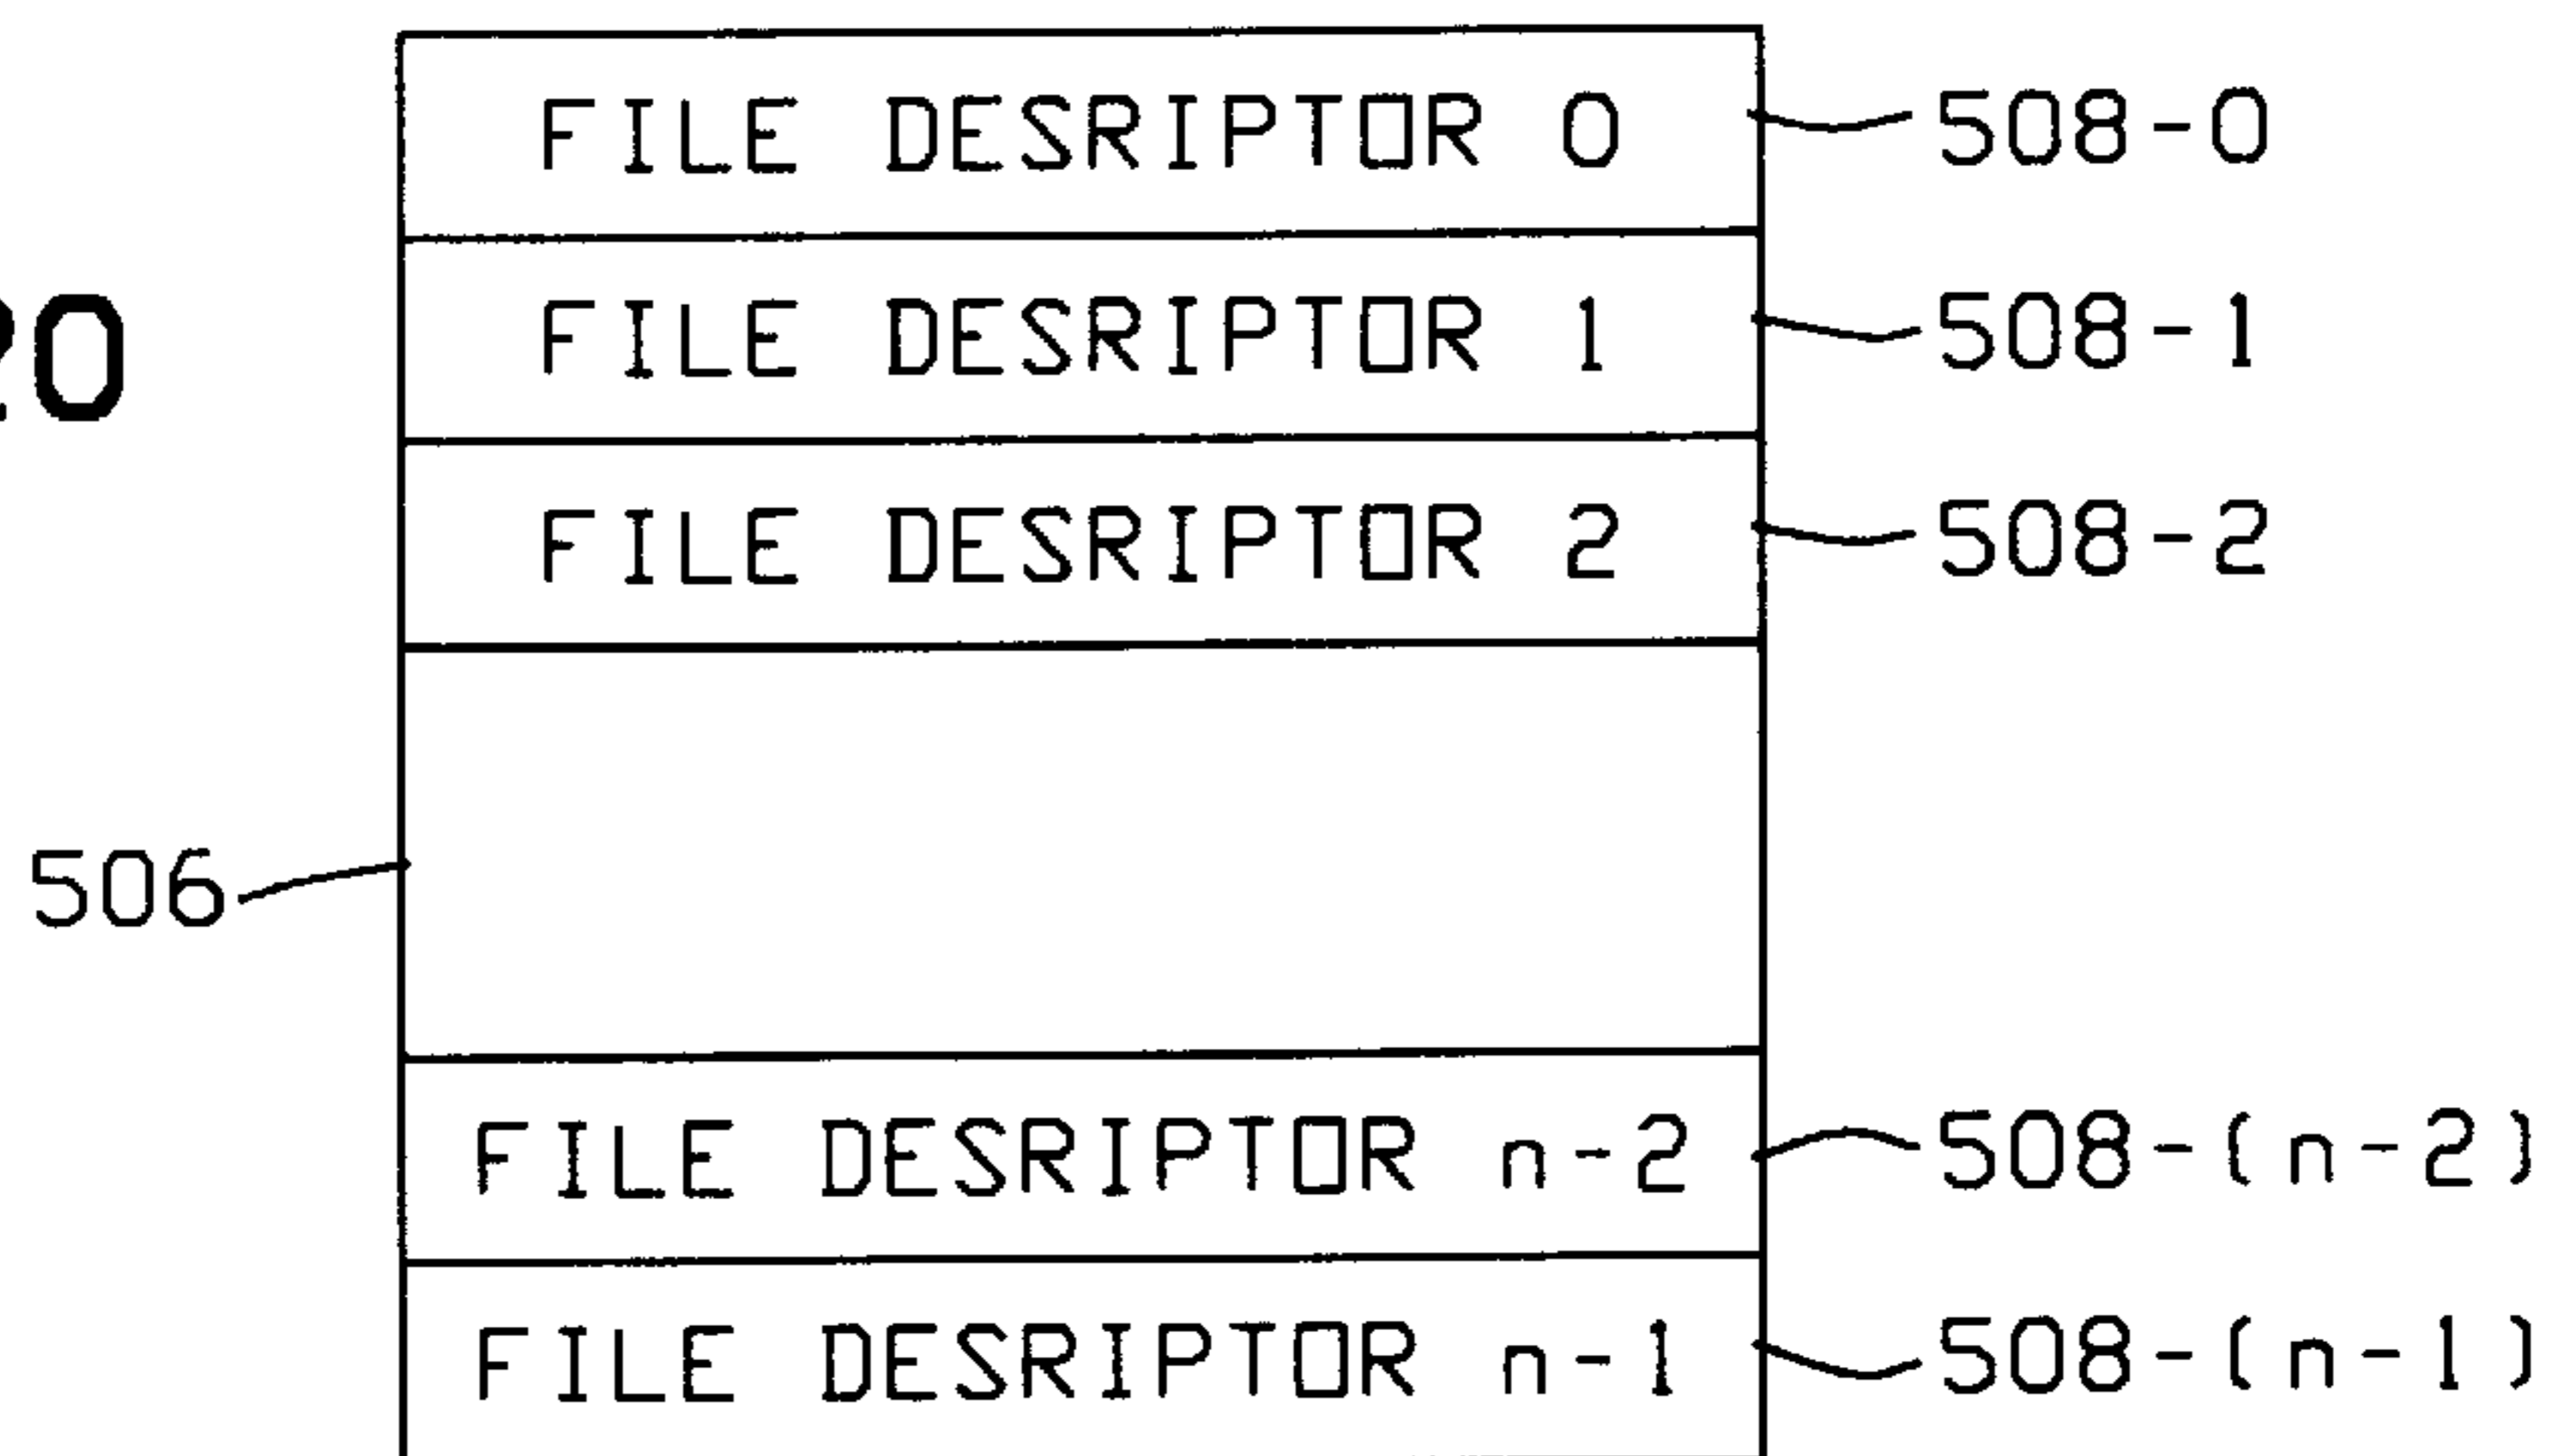 FILE DESRIPTOR 0 508-0
FILE DESRIPTOR 1 508-1
20
FILE DESRIPTOR 2 508-2
506
FILE DESRIPTOR n-2 508-(n-2)
FILE DESRIPTOR n-1 508-(n-1)